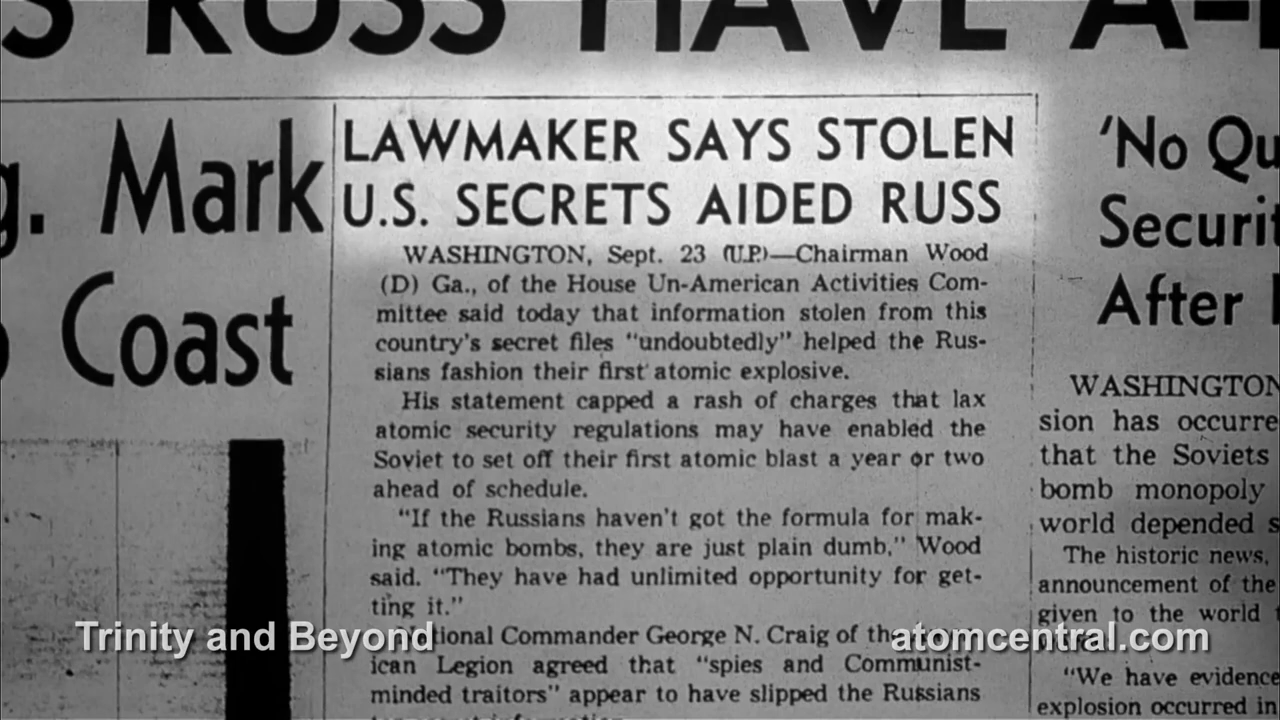 S RUSS HAVE A-
g. Mark
Coast
LAWMAKER SAYS STOLEN
U.S. SECRETS AIDED RUSS
WASHINGTON, Sept. 23 (U.P.)—Chairman Wood
(D) Ga., of the House Un-American Activities Com-
mittee said today that information stolen from this
country's secret files "undoubtedly" helped the Rus-
sians fashion their first atomic explosive.
His statement capped a rash of charges that lax
atomic security regulations may have enabled the
Soviet to set off their first atomic blast a year or two
ahead of schedule.
"If the Russians haven't got the formula for mak-
ing atomic bombs, they are just plain dumb," Wood
said. "They have had unlimited opportunity for get-
ting it."
tional Commander George N. Craig of the
ican Legion agreed that "spies and Communist-
minded traitors" appear to have slipped the Russians
'No Qu
Securit
After
WASHINGTON
sion has occurre
that the Soviets
bomb monopoly
world depended s
The historic news,
announcement of the
given to the world
"We have evidence
explosion occurred in
Trinity and Beyond
atomcentral.com